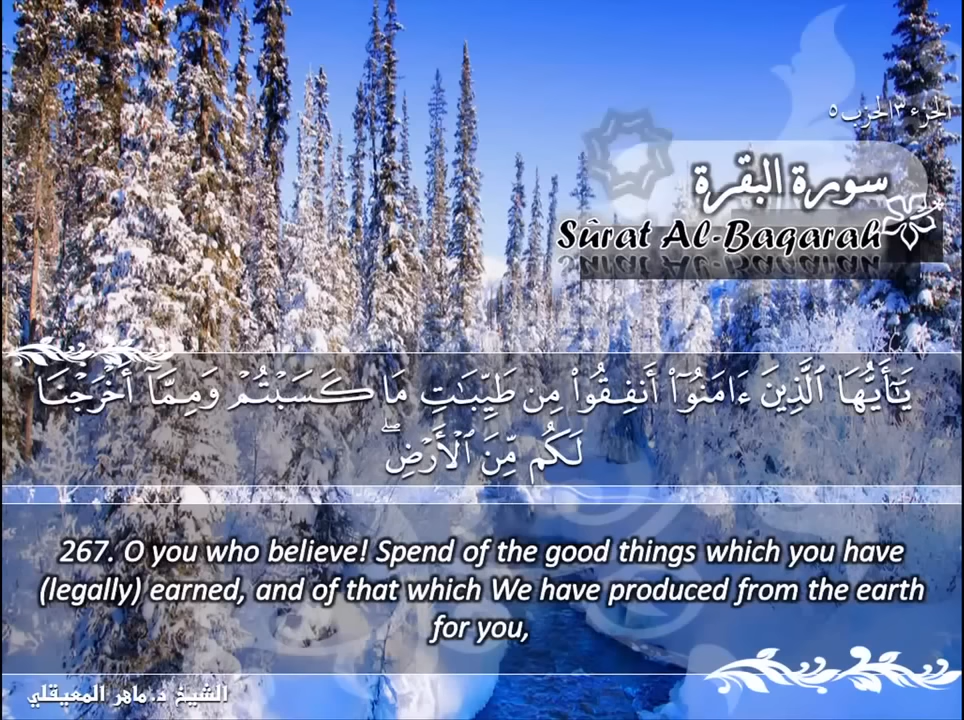 الجزء ٣ الحزب ٥
سورة البقرة
Sûrat Al-Baqarah
يَٰٓأَيُّهَا ٱلَّذِينَ ءَامَنُوٓا۟ أَنفِقُوا۟ مِن طَيِّبَٰتِ مَا كَسَبْتُمْ وَمِمَّآ أَخْرَجْنَا
لَكُم مِّنَ ٱلْأَرْضِ ۖ
267. O you who believe! Spend of the good things which you have
(legally) earned, and of that which We have produced from the earth
for you,
الشيخ د. ماهر المعيقلي